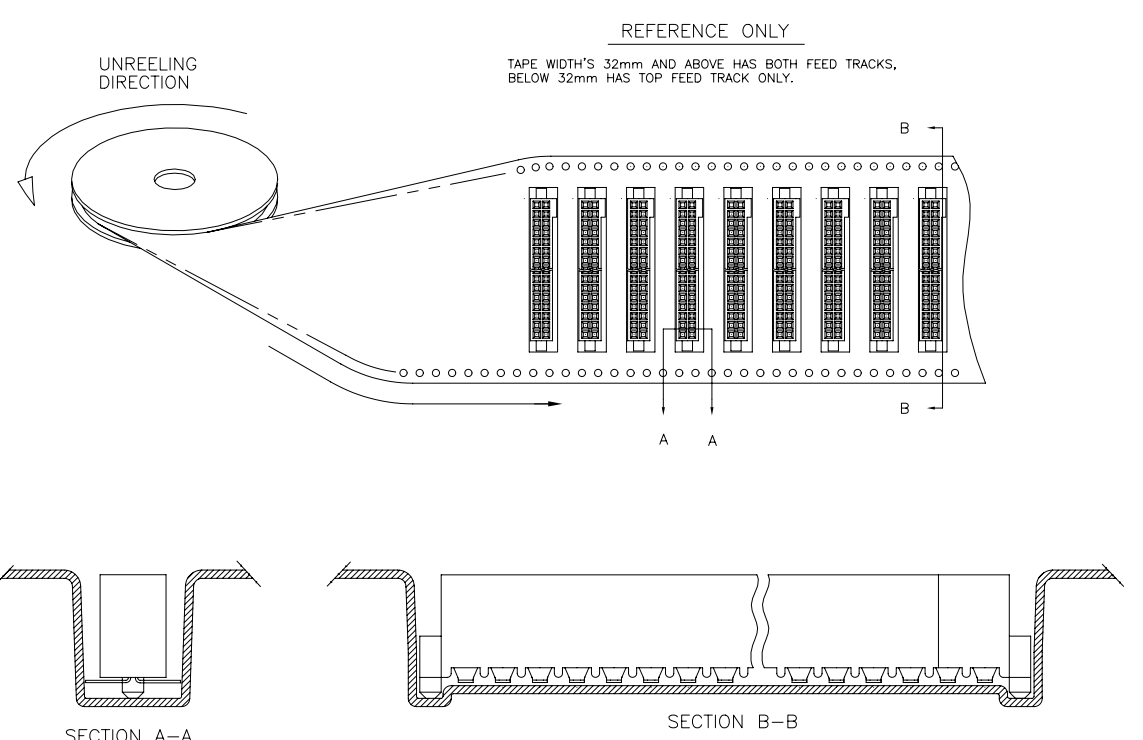 REFERENCE ONLY
UNREELING
DIRECTION
TAPE WIDTH'S 32mm AND ABOVE HAS BOTH FEED TRACKS,
BELOW 32mm HAS TOP FEED TRACK ONLY.
B
B
A A
SECTION A-A
SECTION B-B